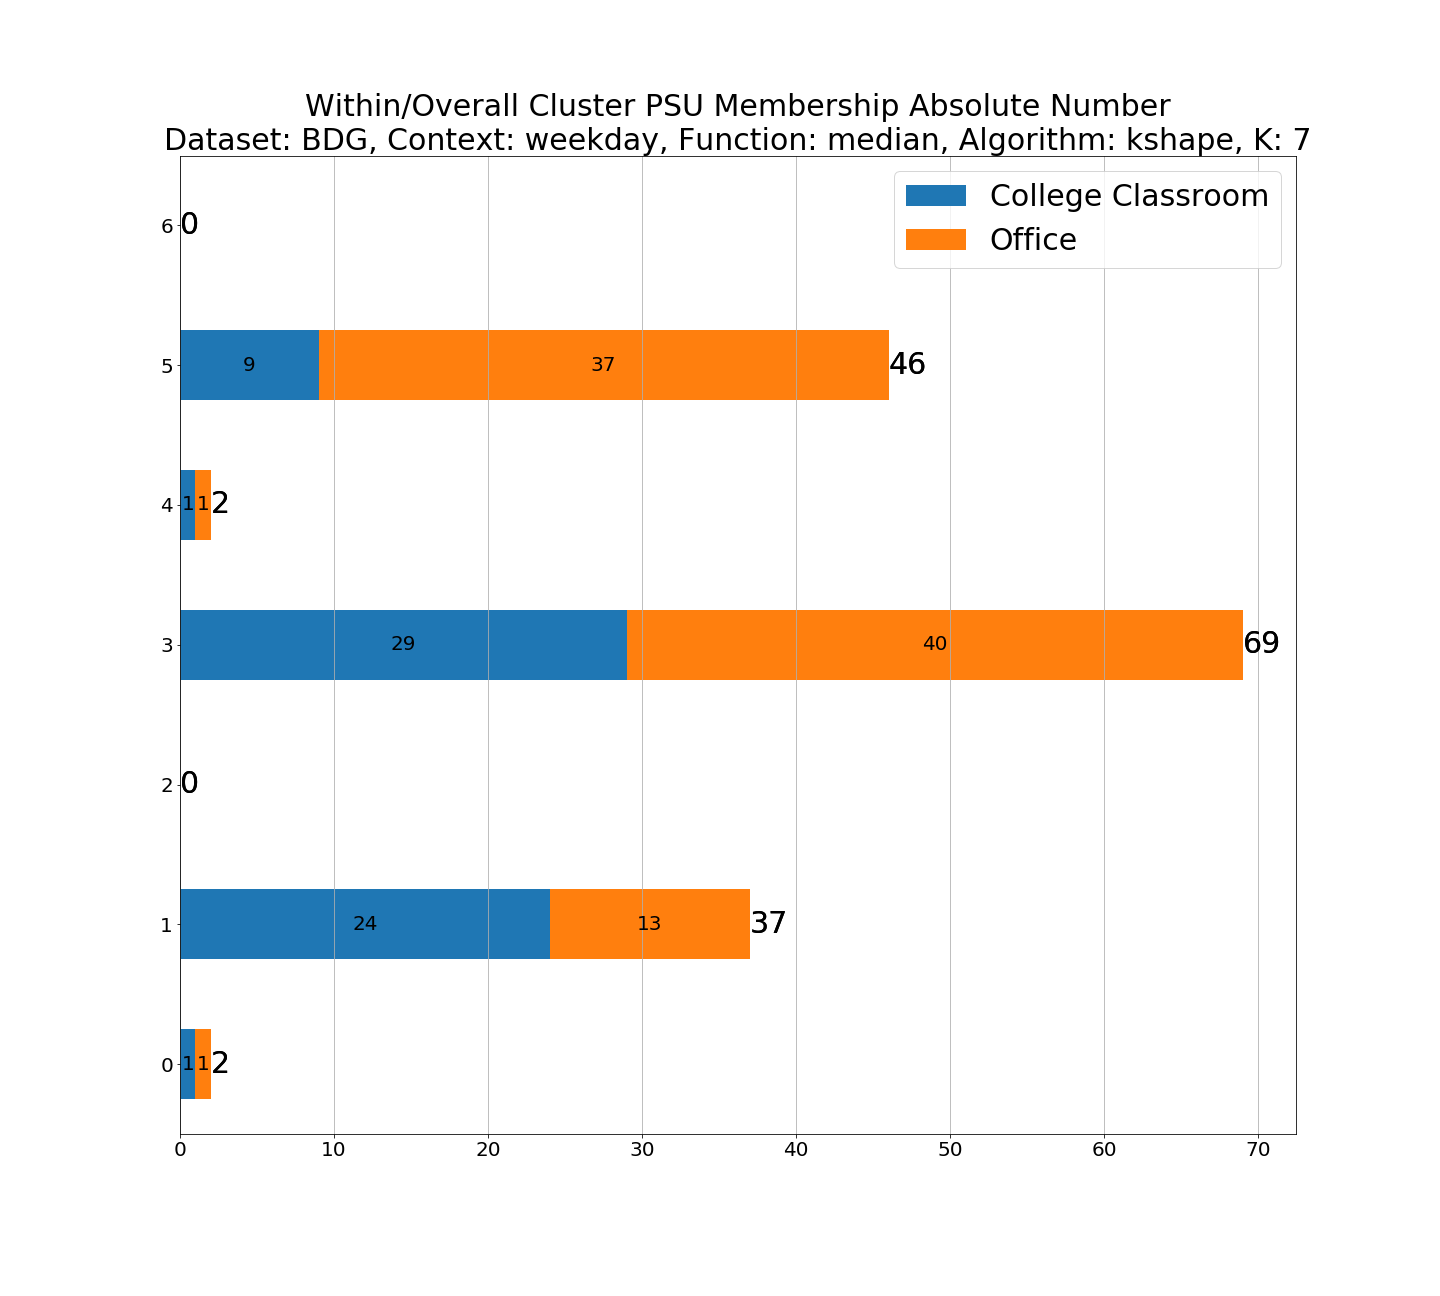 Within/Overall Cluster PSU Membership Absolute Number
Dataset: BDG, Context: weekday, Function: median, Algorithm: kshape, K: 7
College Classroom
Office
6 0
5 9 37 46
4 1 1 2
3 29 40 69
2 0
1 24 13 37
0 1 1 2
0 10 20 30 40 50 60 70